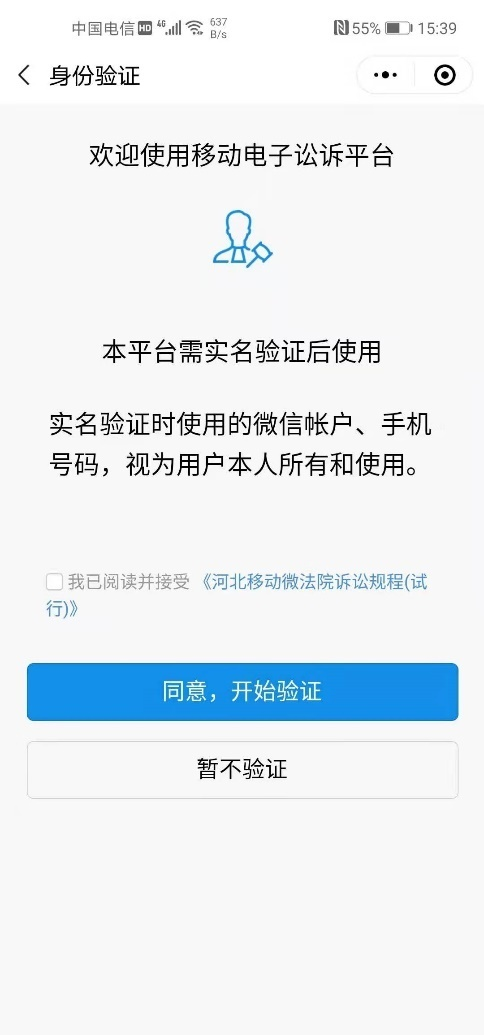 中国电信 HD 4G 637 B/s 55% 15:39
身份验证
欢迎使用移动电子讼诉平台
本平台需实名验证后使用
实名验证时使用的微信帐户、手机
号码，视为用户本人所有和使用。
我已阅读并接受 《河北移动微法院诉讼规程(试
行)》
同意，开始验证
暂不验证